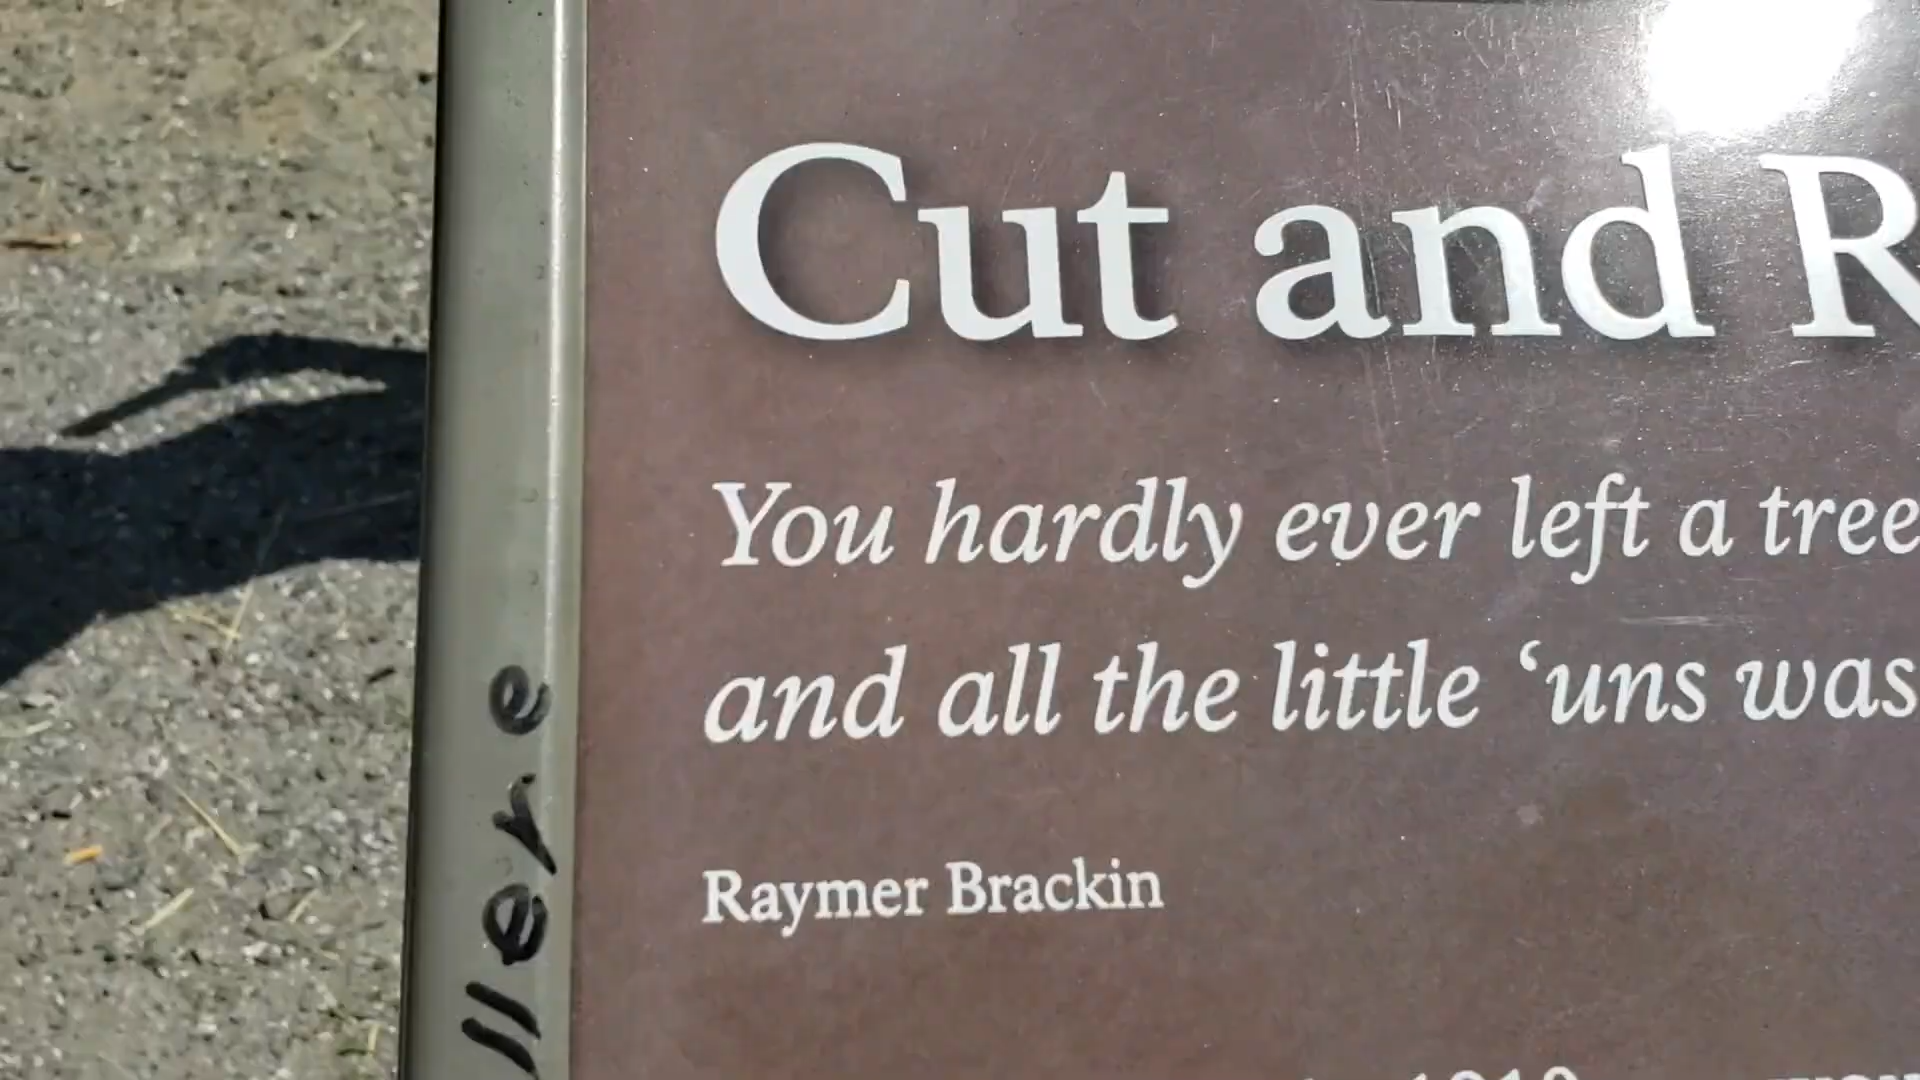 Cut and R
You hardly ever left a tree
and all the little ‘uns was
Raymer Brackin